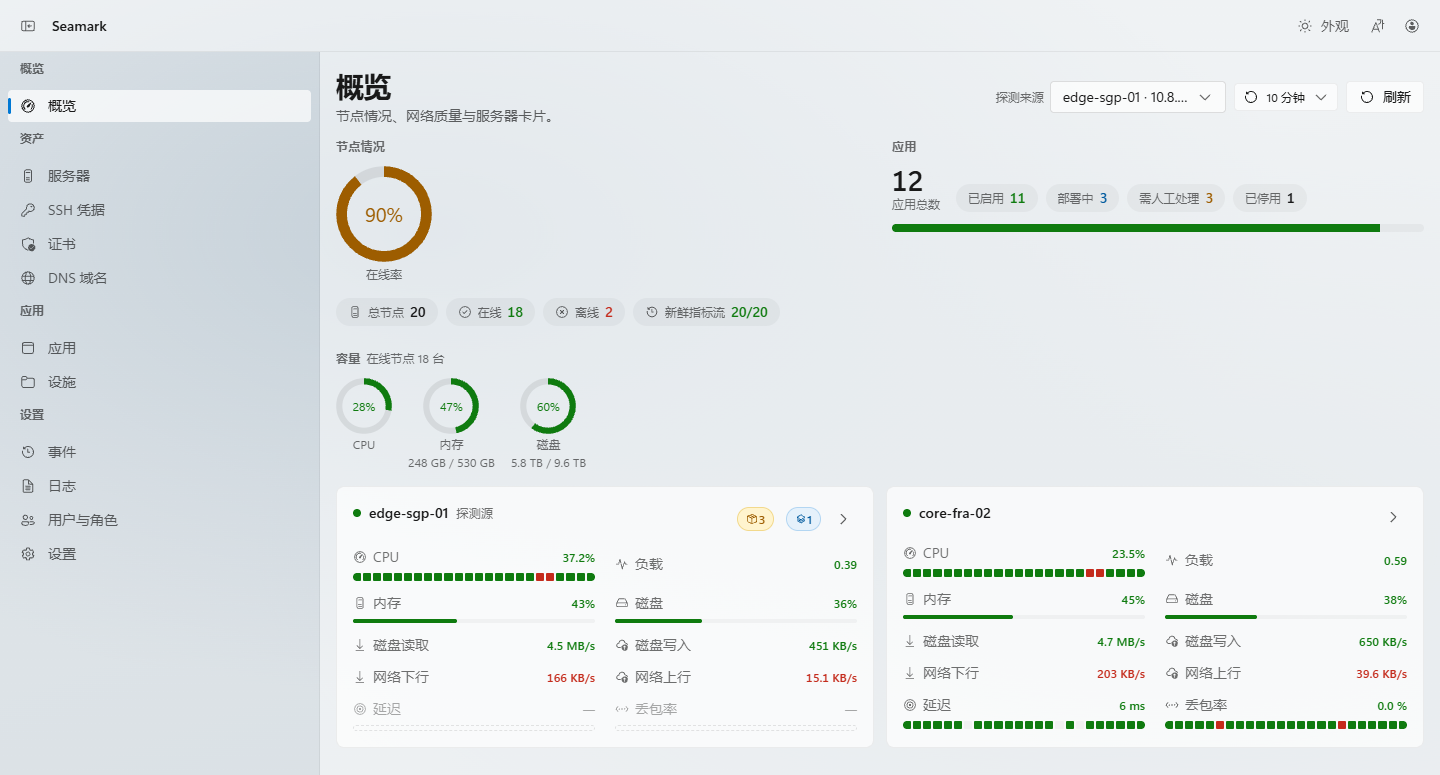 Seamark
外观
概览
概览
资产
服务器
SSH 凭据
证书
DNS 域名
应用
应用
设施
设置
事件
日志
用户与角色
设置
概览
节点情况、网络质量与服务器卡片。
探测来源
edge-sgp-01 · 10.8....
10 分钟
刷新
节点情况
90%
在线率
总节点 20
在线 18
离线 2
新鲜指标流 20/20
应用
12
应用总数
已启用 11
部署中 3
需人工处理 3
已停用 1
容量 在线节点 18 台
28%
CPU
47%
内存
248 GB / 530 GB
60%
磁盘
5.8 TB / 9.6 TB
edge-sgp-01 探测源
3
1
CPU 37.2%
负载 0.39
内存 43%
磁盘 36%
磁盘读取 4.5 MB/s
磁盘写入 451 KB/s
网络下行 166 KB/s
网络上行 15.1 KB/s
延迟 —
丢包率 —
core-fra-02
CPU 23.5%
负载 0.59
内存 45%
磁盘 38%
磁盘读取 4.7 MB/s
磁盘写入 650 KB/s
网络下行 203 KB/s
网络上行 39.6 KB/s
延迟 6 ms
丢包率 0.0 %